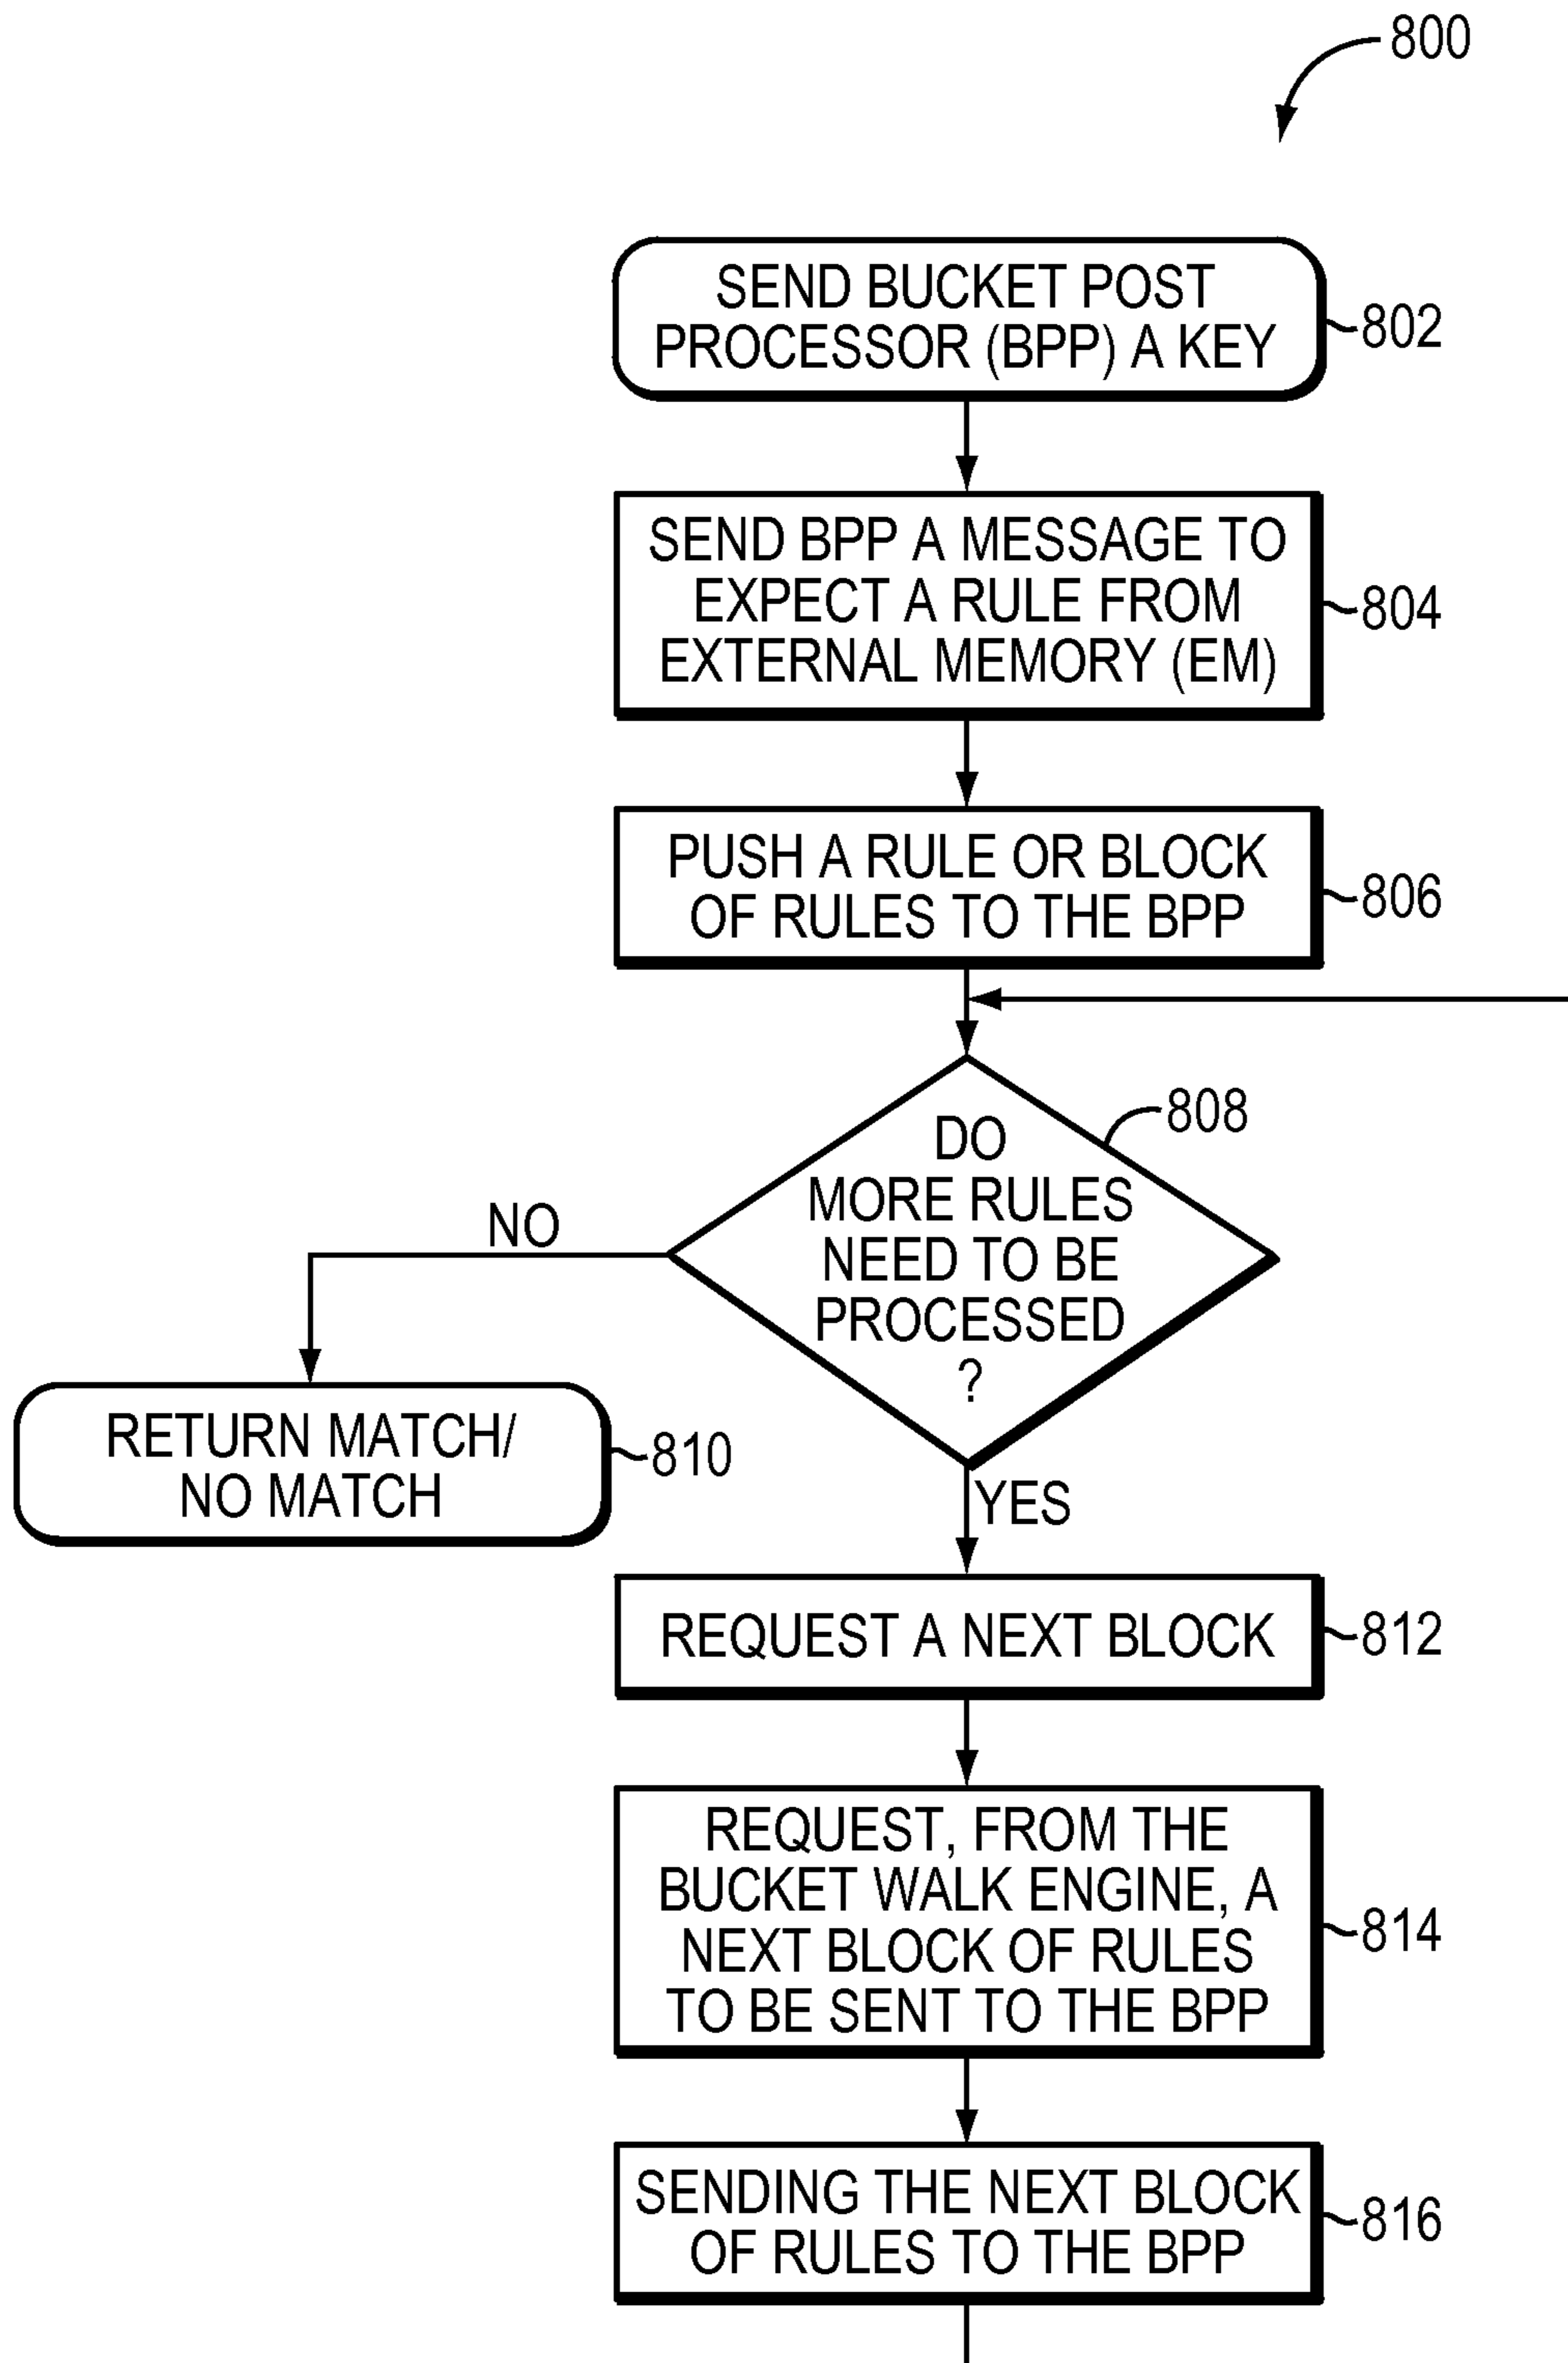 800
SEND BUCKET POST
PROCESSOR (BPP) A KEY
802
SEND BPP A MESSAGE TO
EXPECT A RULE FROM
EXTERNAL MEMORY (EM)
804
PUSH A RULE OR BLOCK
OF RULES TO THE BPP
806
DO
MORE RULES
NEED TO BE
PROCESSED
?
808
NO
RETURN MATCH/
NO MATCH
810
YES
REQUEST A NEXT BLOCK
812
REQUEST, FROM THE
BUCKET WALK ENGINE, A
NEXT BLOCK OF RULES
TO BE SENT TO THE BPP
814
SENDING THE NEXT BLOCK
OF RULES TO THE BPP
816